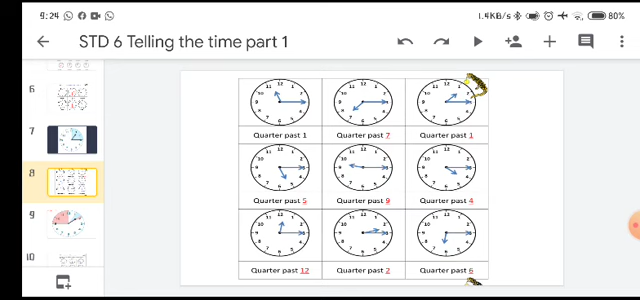 9:24
1.4KB/s 80%
STD 6 Telling the time part 1
6
7
8
9
10
Quarter past 1 Quarter past 7 Quarter past 1
Quarter past 5 Quarter past 9 Quarter past 4
Quarter past 12 Quarter past 2 Quarter past 6